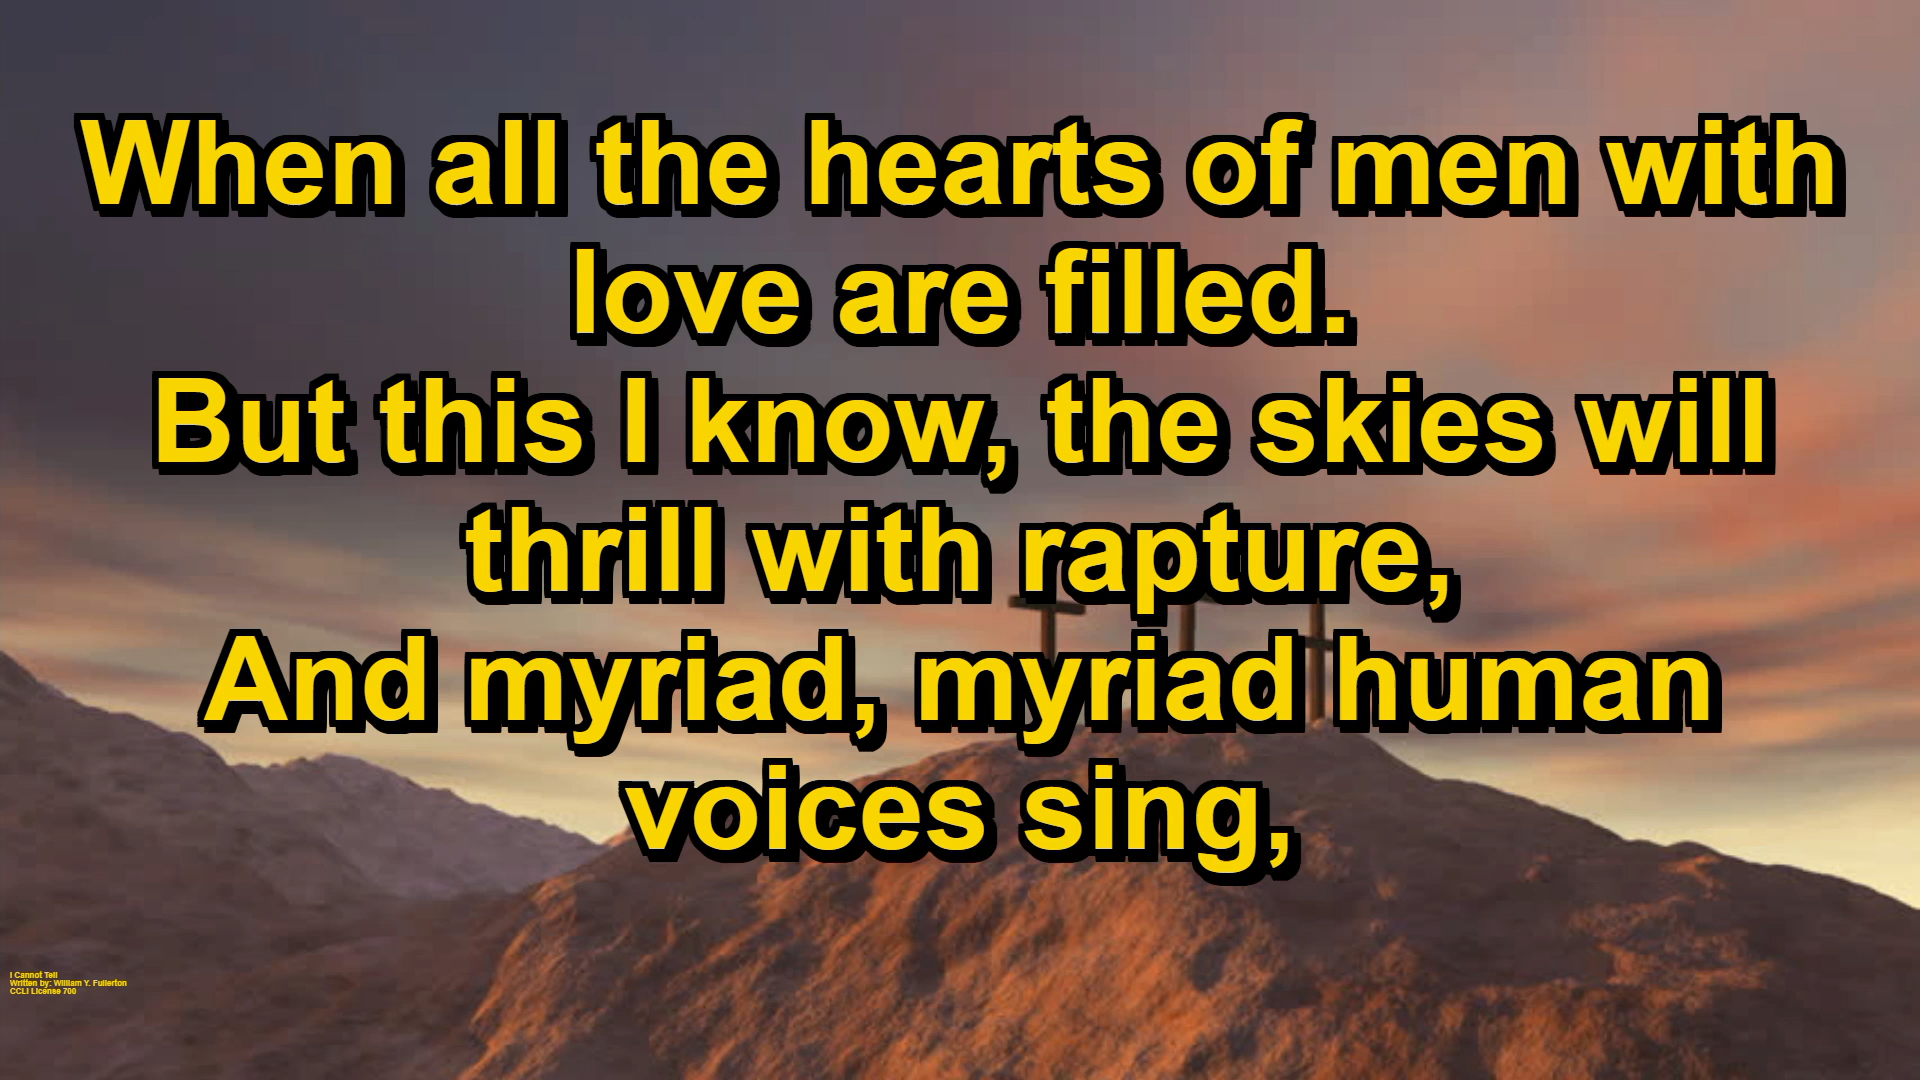 When all the hearts of men with
love are filled.
But this I know, the skies will
thrill with rapture,
And myriad, myriad human
voices sing,
I Cannot Tell
Written by: William Y. Fullerton
CCLI License 700